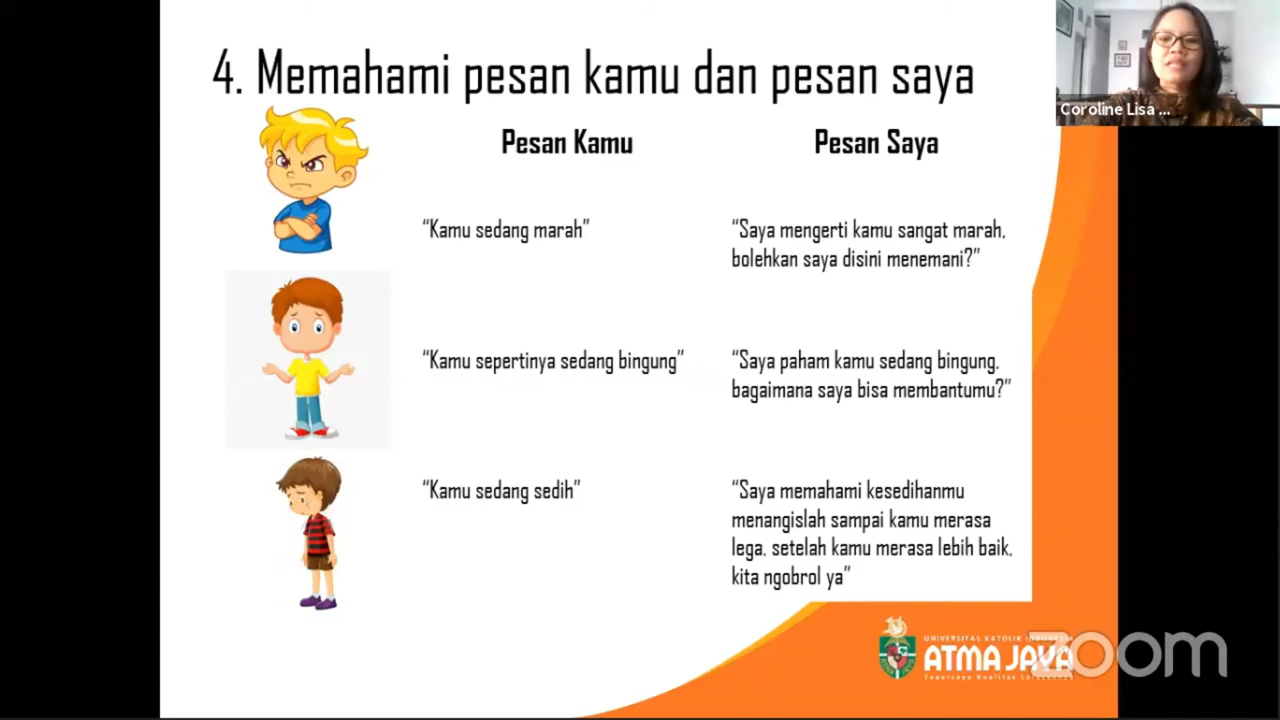 4. Memahami pesan kamu dan pesan saya
Coroline Lisa ...
Pesan Kamu
Pesan Saya
“Kamu sedang marah”
“Saya mengerti kamu sangat marah,
bolehkan saya disini menemani?”
“Kamu sepertinya sedang bingung”
“Saya paham kamu sedang bingung,
bagaimana saya bisa membantumu?”
“Kamu sedang sedih”
“Saya memahami kesedihanmu
menangislah sampai kamu merasa
lega, setelah kamu merasa lebih baik,
kita ngobrol ya”
UNIVERSITAS KATOLIK INDONESIA
ATMA JAYA
zoom